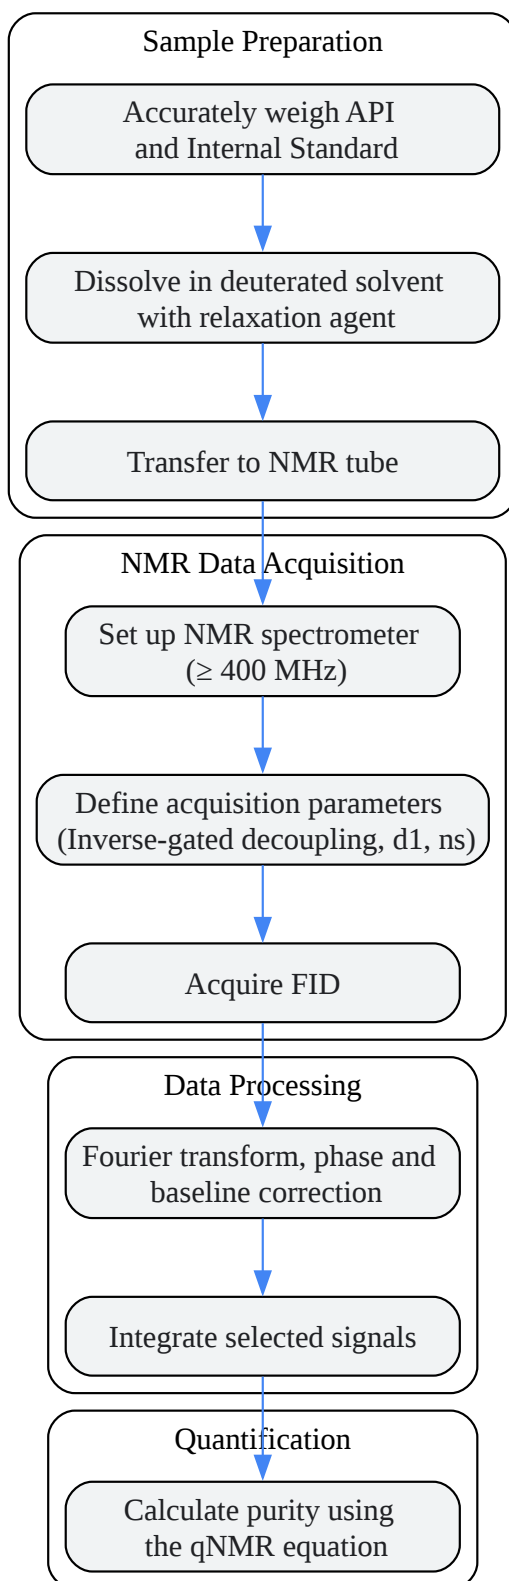 Sample Preparation
Accurately weigh API
and Internal Standard
Dissolve in deuterated solvent
with relaxation agent
Transfer to NMR tube
NMR Data Acquisition
Set up NMR spectrometer
(≥ 400 MHz)
Define acquisition parameters
(Inverse-gated decoupling, d1, ns)
Acquire FID
Data Processing
Fourier transform, phase and
baseline correction
Integrate selected signals
Quantification
Calculate purity using
the qNMR equation